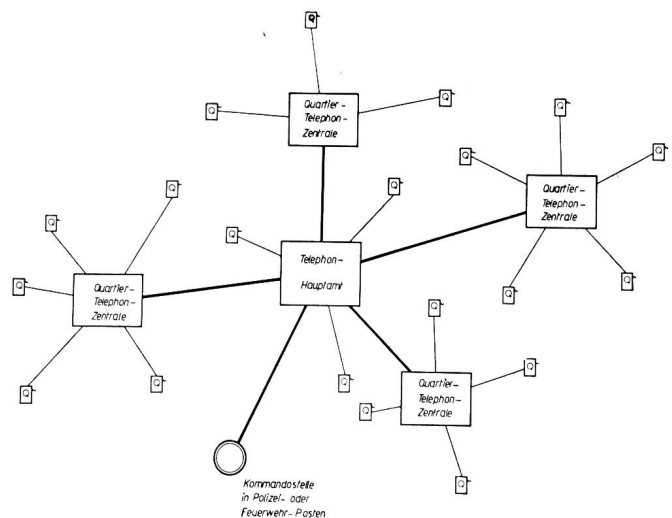 Q
Q
Q
Quartier-
Telephon-
Zentrale
Q
Q
Q
Q
Quartier-
Telephon-
Zentrale
Q
Q
Q
Q
Q
Telephon-
Hauptamt
Q
Q
Q
Q
Quartier-
Telephon-
Zentrale
Q
Q
Q
Q
Q
Quartier-
Telephon-
Zentrale
Q
Q
Kommandostelle
in Polizei- oder
Feuerwehr-Posten